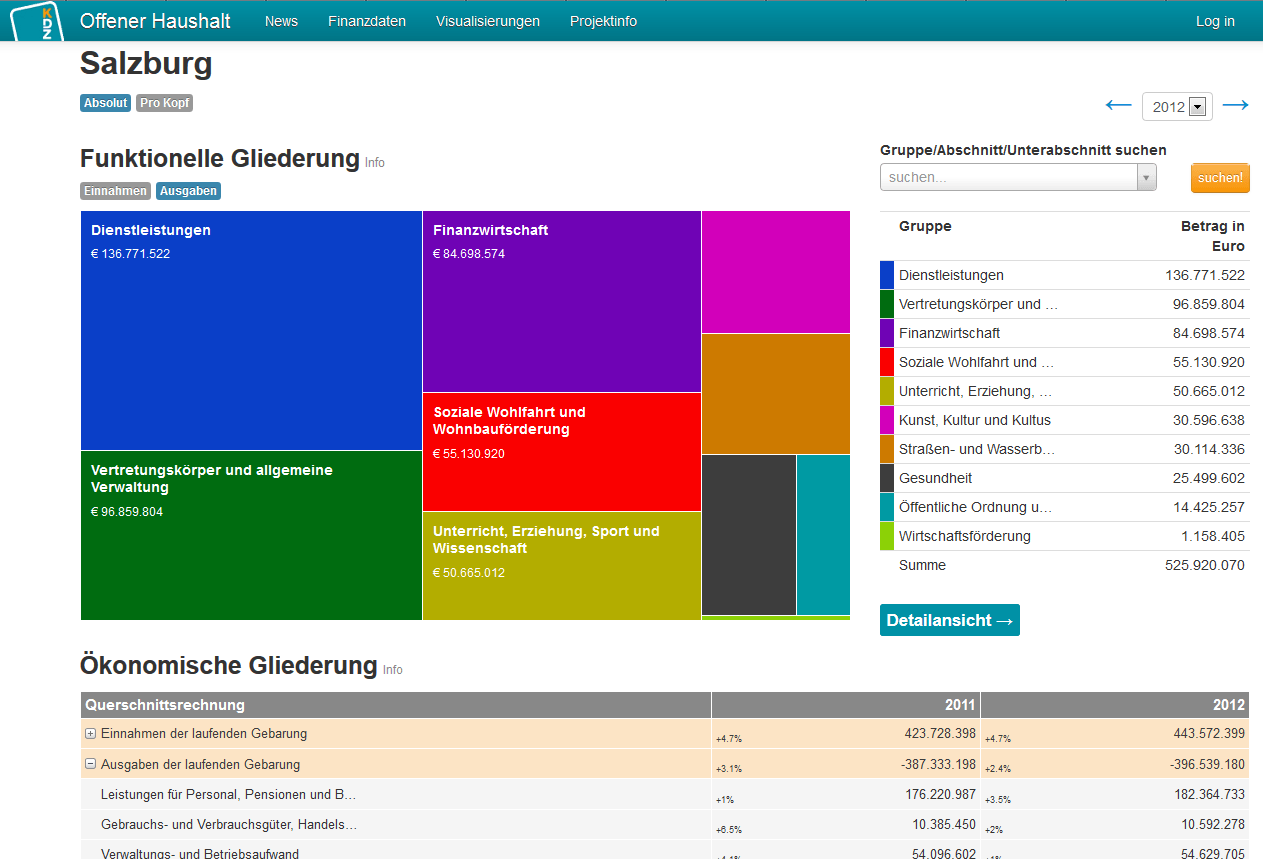 KDZ
Offener Haushalt News Finanzdaten Visualisierungen Projektinfo Log in
Salzburg
Absolut Pro Kopf
← 2012 →
Funktionelle Gliederung Info
Einnahmen Ausgaben
Dienstleistungen
€ 136.771.522
Vertretungskörper und allgemeine
Verwaltung
€ 96.859.804
Finanzwirtschaft
€ 84.698.574
Soziale Wohlfahrt und
Wohnbauförderung
€ 55.130.920
Unterricht, Erziehung, Sport und
Wissenschaft
€ 50.665.012
Gruppe/Abschnitt/Unterabschnitt suchen
suchen... suchen!
Gruppe Betrag in
Euro
Dienstleistungen 136.771.522
Vertretungskörper und ... 96.859.804
Finanzwirtschaft 84.698.574
Soziale Wohlfahrt und ... 55.130.920
Unterricht, Erziehung, ... 50.665.012
Kunst, Kultur und Kultus 30.596.638
Straßen- und Wasserb... 30.114.336
Gesundheit 25.499.602
Öffentliche Ordnung u... 14.425.257
Wirtschaftsförderung 1.158.405
Summe 525.920.070
Detailansicht →
Ökonomische Gliederung Info
Querschnittsrechnung 2011 2012
Einnahmen der laufenden Gebarung +4.7% 423.728.398 +4.7% 443.572.399
Ausgaben der laufenden Gebarung +3.1% -387.333.198 +2.4% -396.539.180
Leistungen für Personal, Pensionen und B... +1% 176.220.987 +3.5% 182.364.733
Gebrauchs- und Verbrauchsgüter, Handels... +6.5% 10.385.450 +2% 10.592.278
Verwaltungs- und Betriebsaufwand +4.1% 54.096.602 +1% 54.629.705